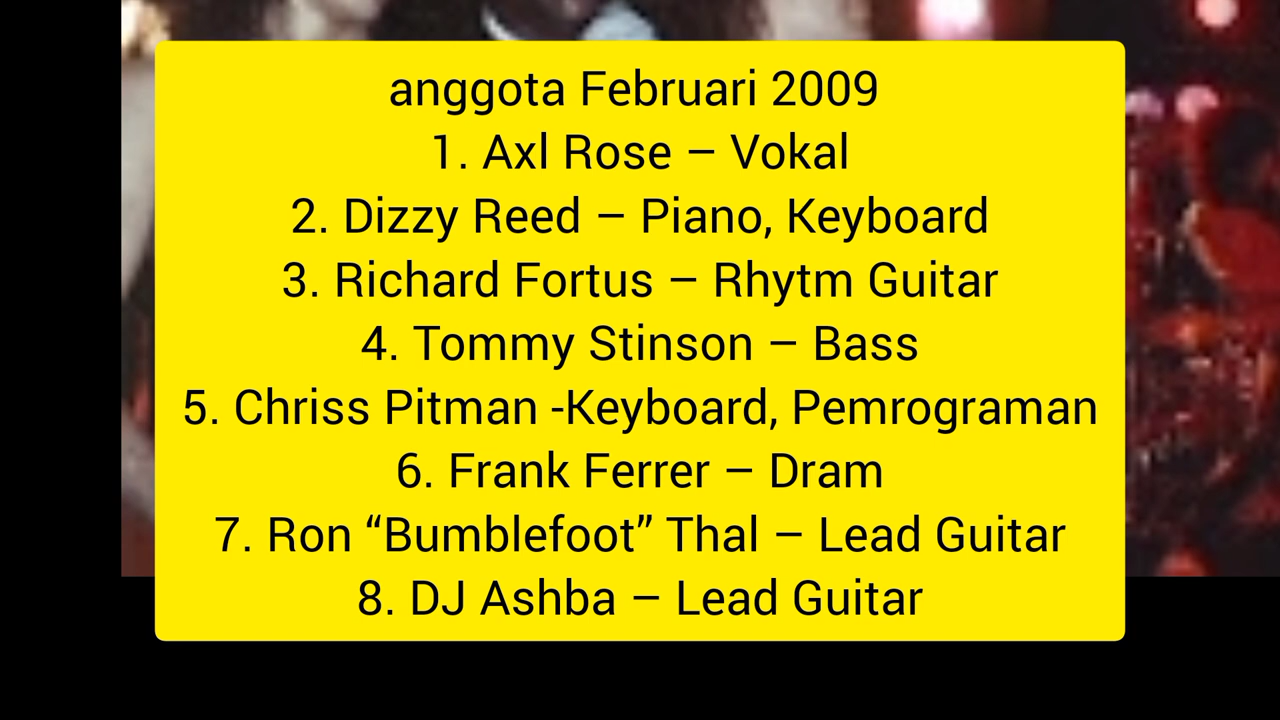 anggota Februari 2009
1. Axl Rose – Vokal
2. Dizzy Reed – Piano, Keyboard
3. Richard Fortus – Rhytm Guitar
4. Tommy Stinson – Bass
5. Chriss Pitman -Keyboard, Pemrograman
6. Frank Ferrer – Dram
7. Ron “Bumblefoot” Thal – Lead Guitar
8. DJ Ashba – Lead Guitar